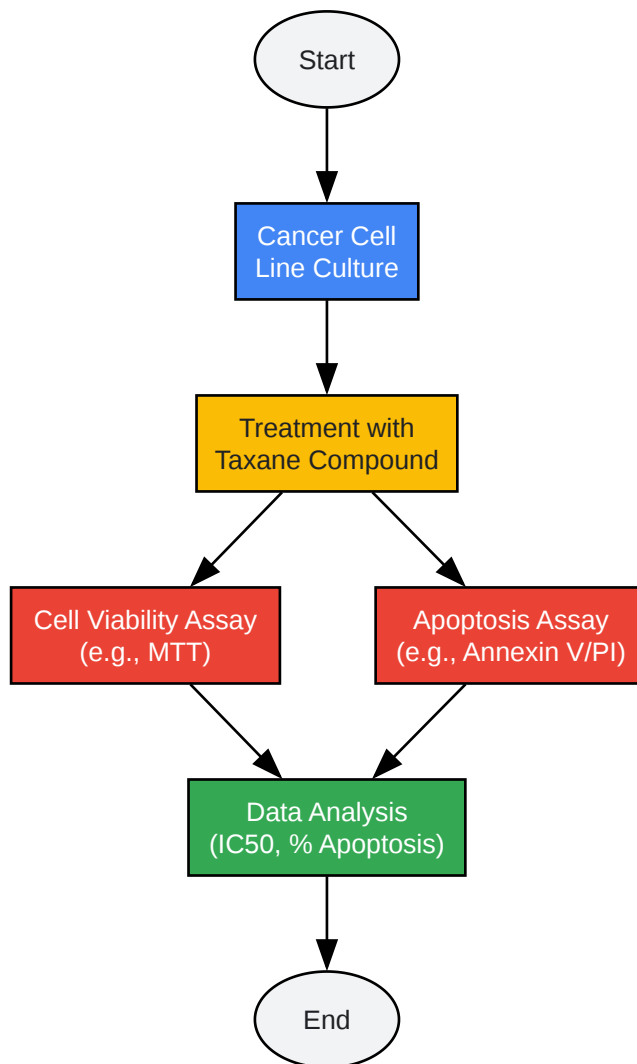 Start
Cancer Cell
Line Culture
Treatment with
Taxane Compound
Cell Viability Assay
(e.g., MTT)
Apoptosis Assay
(e.g., Annexin V/PI)
Data Analysis
(IC50, % Apoptosis)
End